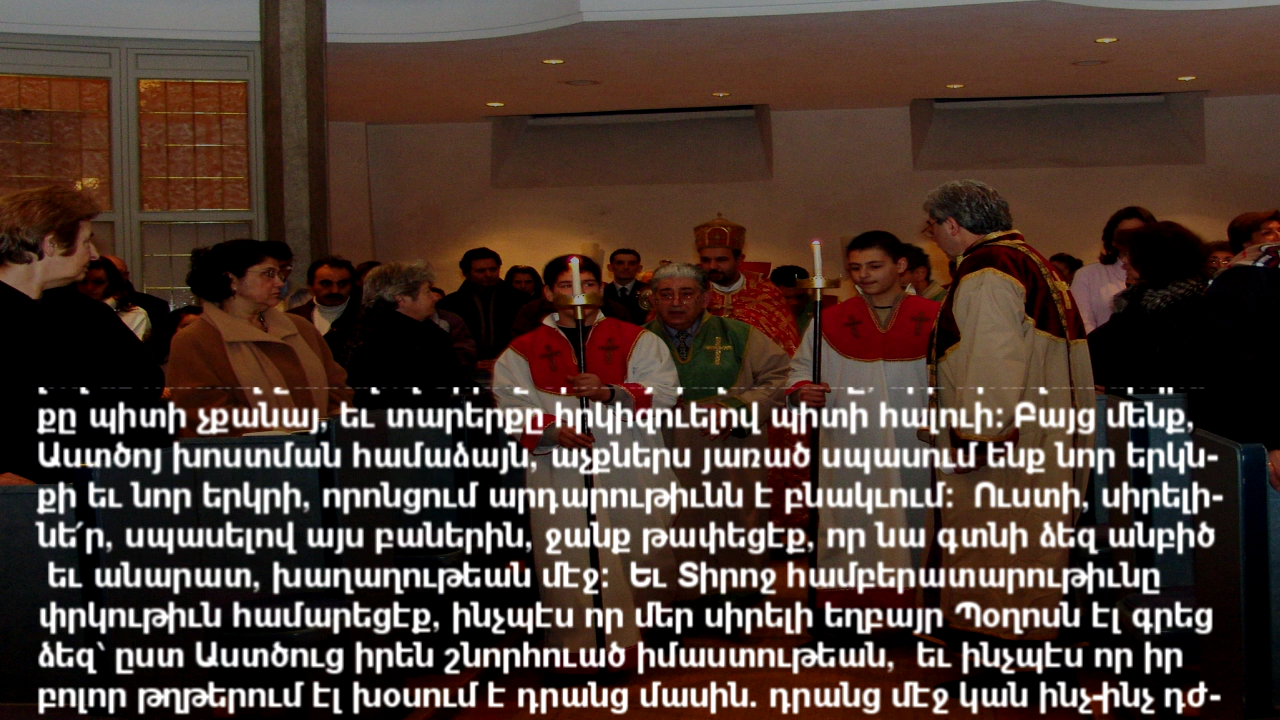 քը պիտի չքանայ, եւ տարերքը հրկիզուելով պիտի հալուի: Բայց մենք,
Աստծոյ խոստման համաձայն, աչքներս յառած սպասում ենք նոր երկն-
քի եւ նոր երկրի, որոնցում արդարութիւնն է բնակւում: Ուստի, սիրելի-
նե՛ր, սպասելով այս բաներին, ջանք թափեցէք, որ նա գտնի ձեզ անբիծ
եւ անարատ, խաղաղութեան մէջ: Եւ Տիրոջ համբերատարութիւնը
փրկութիւն համարեցէք, ինչպէս որ մեր սիրելի եղբայր Պօղոսն էլ գրեց
ձեզ՝ ըստ Աստծուց իրեն շնորհուած իմաստութեան, եւ ինչպէս որ իր
բոլոր թղթերում էլ խօսում է դրանց մասին. դրանց մէջ կան ինչ-ինչ դժ-